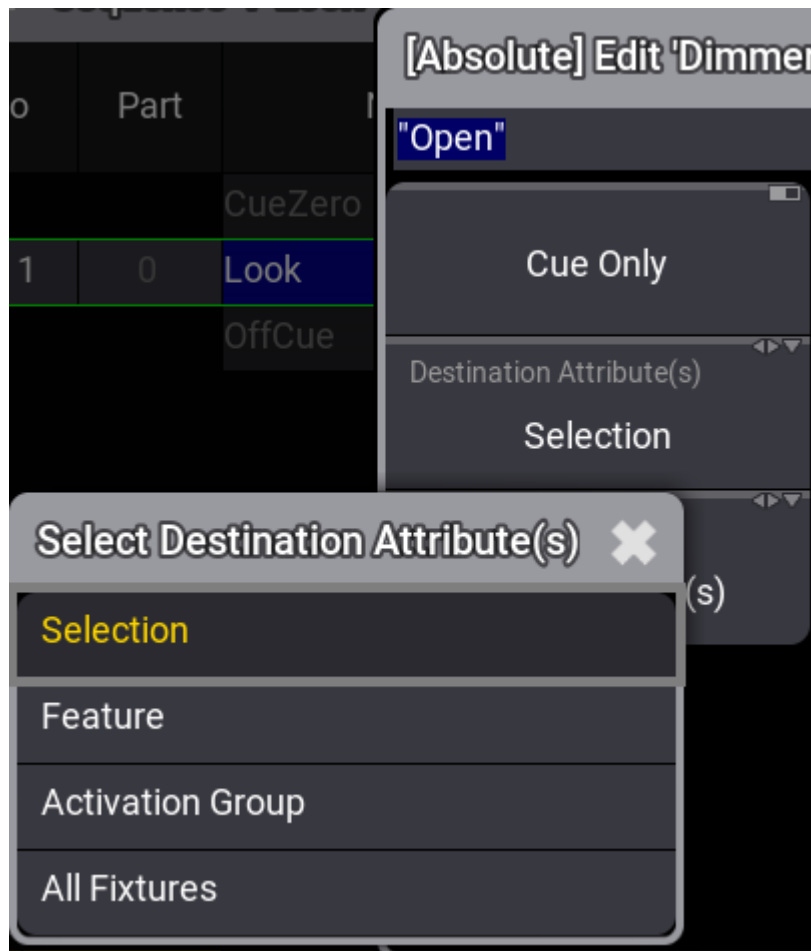 [Absolute] Edit 'Dimmer
o Part
"Open"
CueZero
Cue Only
1 0 Look
OffCue
Destination Attribute(s)
Selection
Select Destination Attribute(s)
(s)
Selection
Feature
Activation Group
All Fixtures